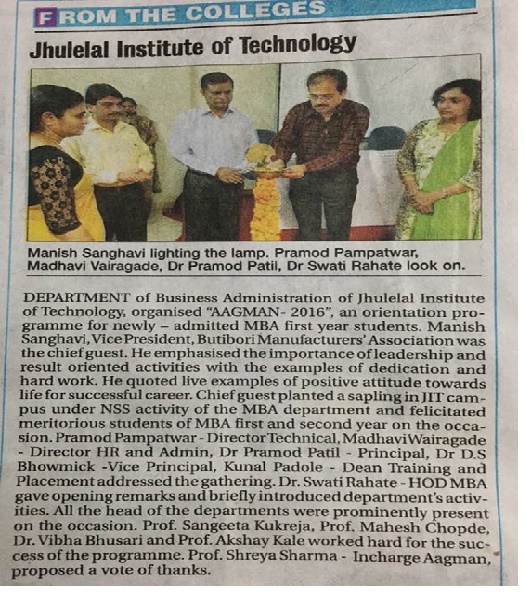 FROM THE COLLEGES
Jhulelal Institute of Technology
Manish Sanghavi lighting the lamp. Pramod Pampatwar,
Madhavi Vairagade, Dr Pramod Patil, Dr Swati Rahate look on.
DEPARTMENT of Business Administration of Jhulelal Institute
of Technology, organised "AAGMAN- 2016", an orientation pro-
gramme for newly – admitted MBA first year students. Manish
Sanghavi, Vice President, Butibori Manufacturers' Association was
the chief guest. He emphasised the importance of leadership and
result oriented activities with the examples of dedication and
hard work. He quoted live examples of positive attitude towards
life for successful career. Chief guest planted a sapling in JIT cam-
pus under NSS activity of the MBA department and felicitated
meritorious students of MBA first and second year on the occa-
sion. Pramod Pampatwar - Director Technical, Madhavi Wairagade
- Director HR and Admin, Dr Pramod Patil - Principal, Dr D.S
Bhowmick -Vice Principal, Kunal Padole - Dean Training and
Placement addressed the gathering. Dr. Swati Rahate - HOD MBA
gave opening remarks and briefly introduced department's activ-
ities. All the head of the departments were prominently present
on the occasion. Prof. Sangeeta Kukreja, Prof. Mahesh Chopde,
Dr. Vibha Bhusari and Prof. Akshay Kale worked hard for the suc-
cess of the programme. Prof. Shreya Sharma - Incharge Aagman,
proposed a vote of thanks.